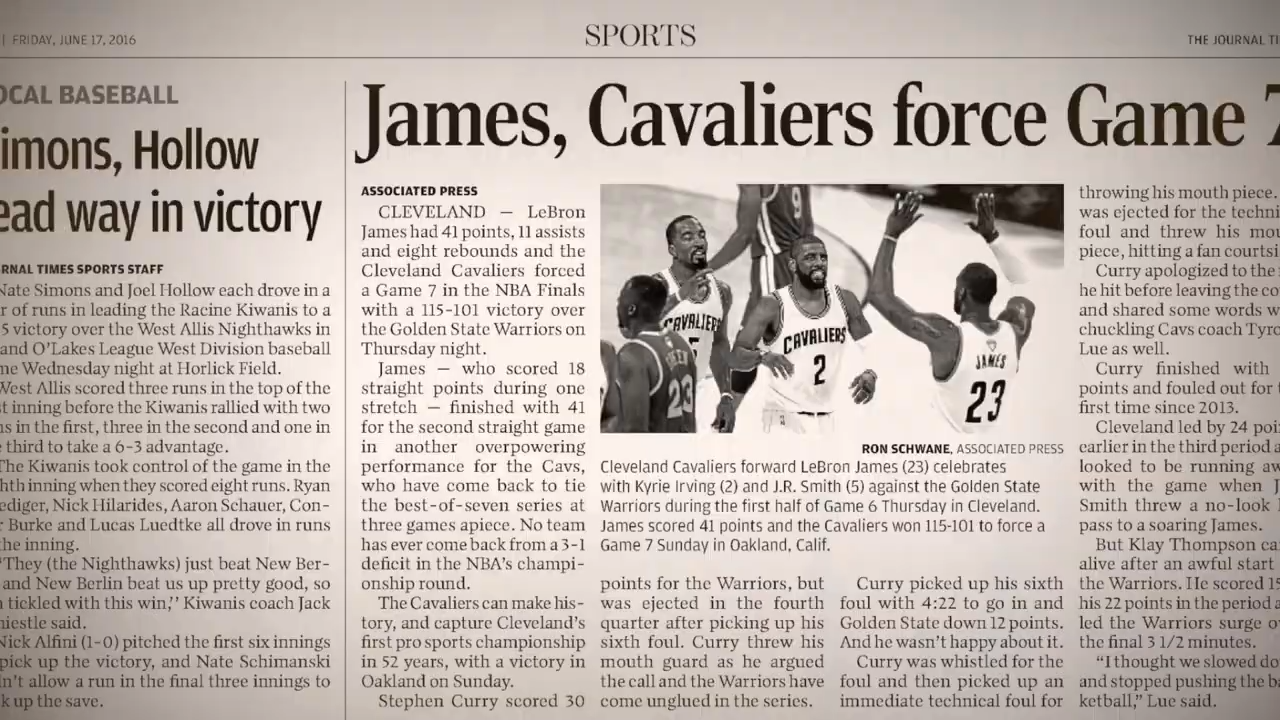 FRIDAY, JUNE 17, 2016
SPORTS
THE JOURNAL
OCAL BASEBALL
imons, Hollow
ead way in victory
RNAL TIMES SPORTS STAFF
Nate Simons and Joel Hollow each drove in a
r of runs in leading the Racine Kiwanis to a
5 victory over the West Allis Nighthawks in
and O'Lakes League West Division baseball
me Wednesday night at Horlick Field.
West Allis scored three runs in the top of the
st inning before the Kiwanis rallied with two
ns in the first, three in the second and one in
third to take a 6-3 advantage.
The Kiwanis took control of the game in the
hth inning when they scored eight runs. Ryan
ediger, Nick Hilarides, Aaron Schauer, Con-
r Burke and Lucas Luedtke all drove in runs
the inning.
"They (the Nighthawks) just beat New Ber-
and New Berlin beat us up pretty good, so
tickled with this win,'' Kiwanis coach Jack
hiestle said.
Nick Alfini (1-0) pitched the first six innings
pick up the victory, and Nate Schimanski
dn't allow a run in the final three innings to
k up the save.
James, Cavaliers force Game 7
ASSOCIATED PRESS
CLEVELAND — LeBron
James had 41 points, 11 assists
and eight rebounds and the
Cleveland Cavaliers forced
a Game 7 in the NBA Finals
with a 115-101 victory over
the Golden State Warriors on
Thursday night.
James — who scored 18
straight points during one
stretch — finished with 41
for the second straight game
in another overpowering
performance for the Cavs,
who have come back to tie
the best-of-seven series at
three games apiece. No team
has ever come back from a 3-1
deficit in the NBA's champi-
onship round.
The Cavaliers can make his-
tory, and capture Cleveland's
first pro sports championship
in 52 years, with a victory in
Oakland on Sunday.
Stephen Curry scored 30
9
CAVALIERS
5
23
CAVALIERS
2
JAMES
23
RON SCHWANE, ASSOCIATED PRESS
Cleveland Cavaliers forward LeBron James (23) celebrates
with Kyrie Irving (2) and J.R. Smith (5) against the Golden State
Warriors during the first half of Game 6 Thursday in Cleveland.
James scored 41 points and the Cavaliers won 115-101 to force a
Game 7 Sunday in Oakland, Calif.
points for the Warriors, but
was ejected in the fourth
quarter after picking up his
sixth foul. Curry threw his
mouth guard as he argued
the call and the Warriors have
come unglued in the series.
Curry picked up his sixth
foul with 4:22 to go in and
Golden State down 12 points.
And he wasn't happy about it.
Curry was whistled for the
foul and then picked up an
immediate technical foul for
throwing his mouth piece.
was ejected for the techni
foul and threw his mou
piece, hitting a fan courtsi
Curry apologized to the
he hit before leaving the co
and shared some words w
chuckling Cavs coach Tyro
Lue as well.
Curry finished with
points and fouled out for
first time since 2013.
Cleveland led by 24 poi
earlier in the third period
looked to be running aw
with the game when J
Smith threw a no-look
pass to a soaring James.
But Klay Thompson ca
alive after an awful start
the Warriors. He scored 15
his 22 points in the period
led the Warriors surge
the final 3 1/2 minutes.
"I thought we slowed do
and stopped pushing the ba
ketball," Lue said.